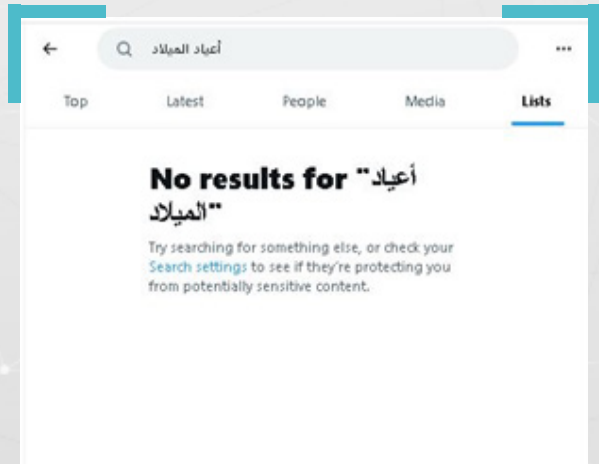 أعياد الميلاد
Top Latest People Media Lists
No results for "أعياد
الميلاد"
Try searching for something else, or check your
Search settings to see if they're protecting you
from potentially sensitive content.